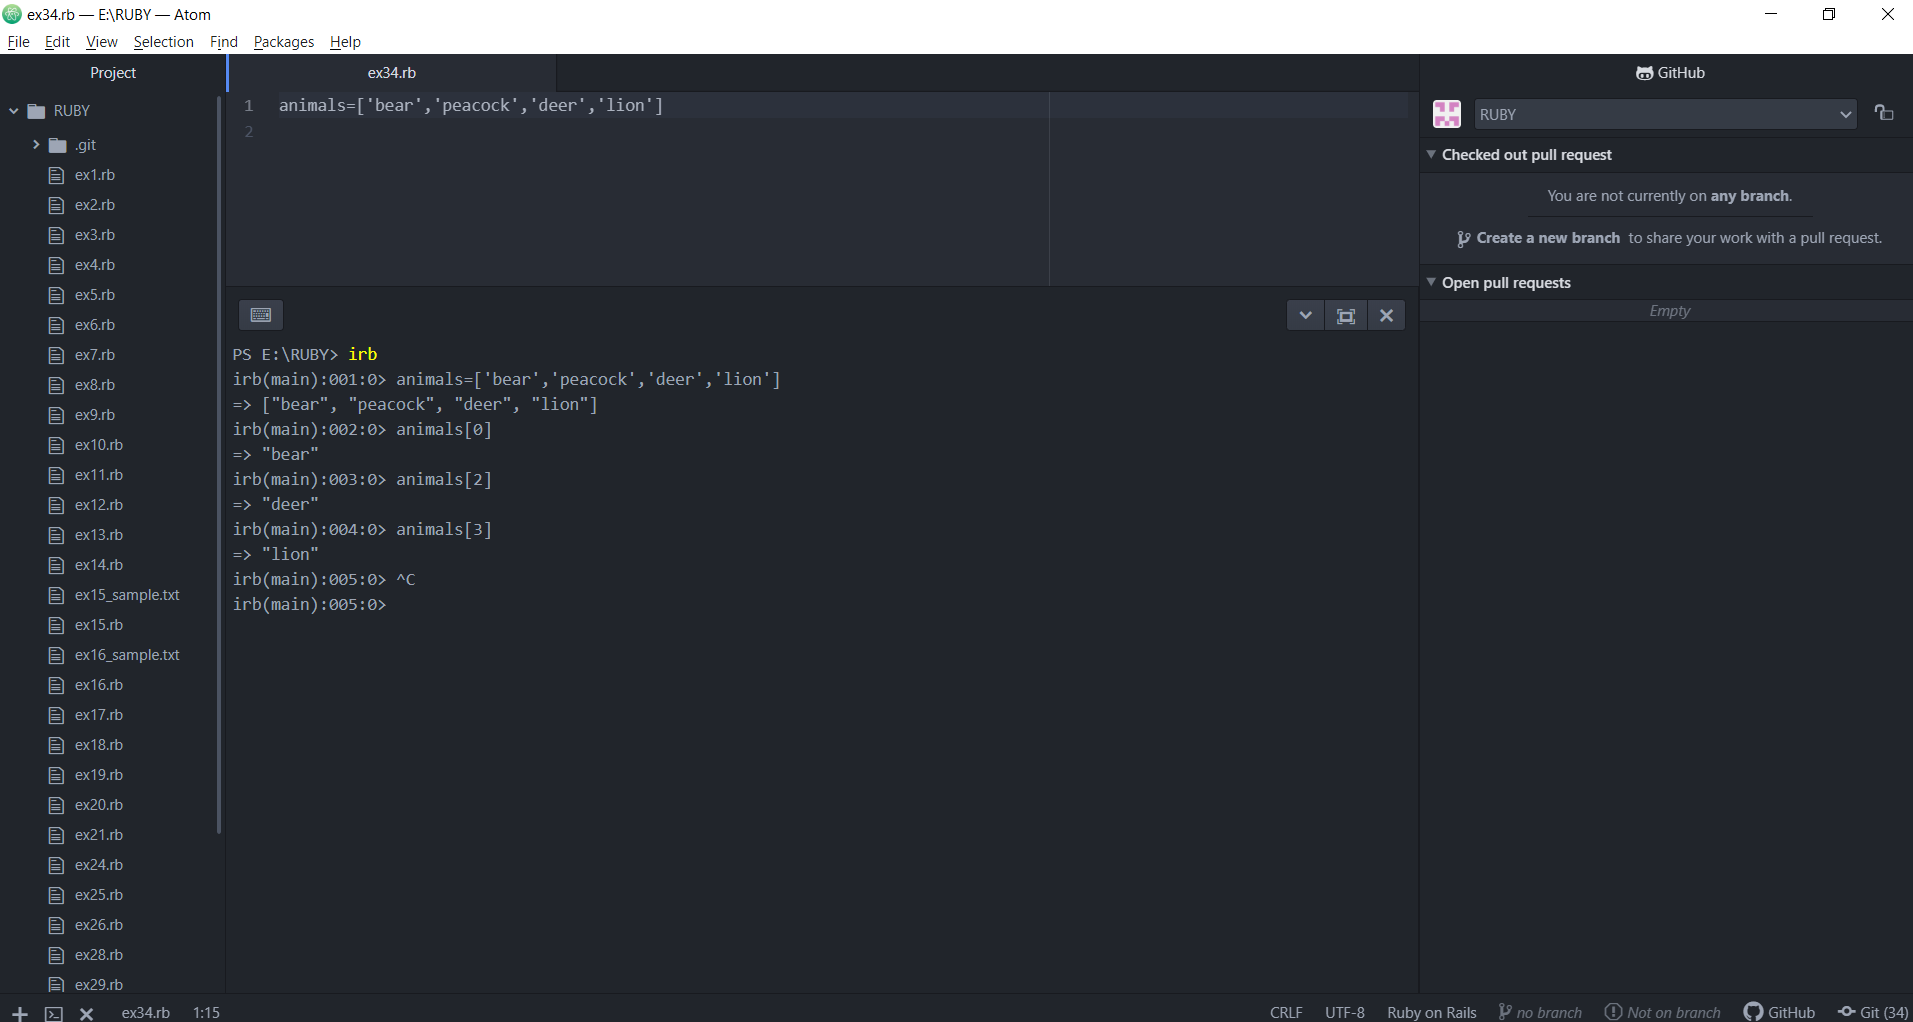 ex34.rb — E:\RUBY — Atom
File Edit View Selection Find Packages Help
Project
RUBY
.git
ex1.rb
ex2.rb
ex3.rb
ex4.rb
ex5.rb
ex6.rb
ex7.rb
ex8.rb
ex9.rb
ex10.rb
ex11.rb
ex12.rb
ex13.rb
ex14.rb
ex15_sample.txt
ex15.rb
ex16_sample.txt
ex16.rb
ex17.rb
ex18.rb
ex19.rb
ex20.rb
ex21.rb
ex24.rb
ex25.rb
ex26.rb
ex28.rb
ex29.rb
ex34.rb
1 animals=['bear','peacock','deer','lion']
2
PS E:\RUBY> irb
irb(main):001:0> animals=['bear','peacock','deer','lion']
=> ["bear", "peacock", "deer", "lion"]
irb(main):002:0> animals[0]
=> "bear"
irb(main):003:0> animals[2]
=> "deer"
irb(main):004:0> animals[3]
=> "lion"
irb(main):005:0> ^C
irb(main):005:0>
GitHub
RUBY
Checked out pull request
You are not currently on any branch.
Create a new branch to share your work with a pull request.
Open pull requests
Empty
ex34.rb 1:15 CRLF UTF-8 Ruby on Rails no branch Not on branch GitHub Git (34)